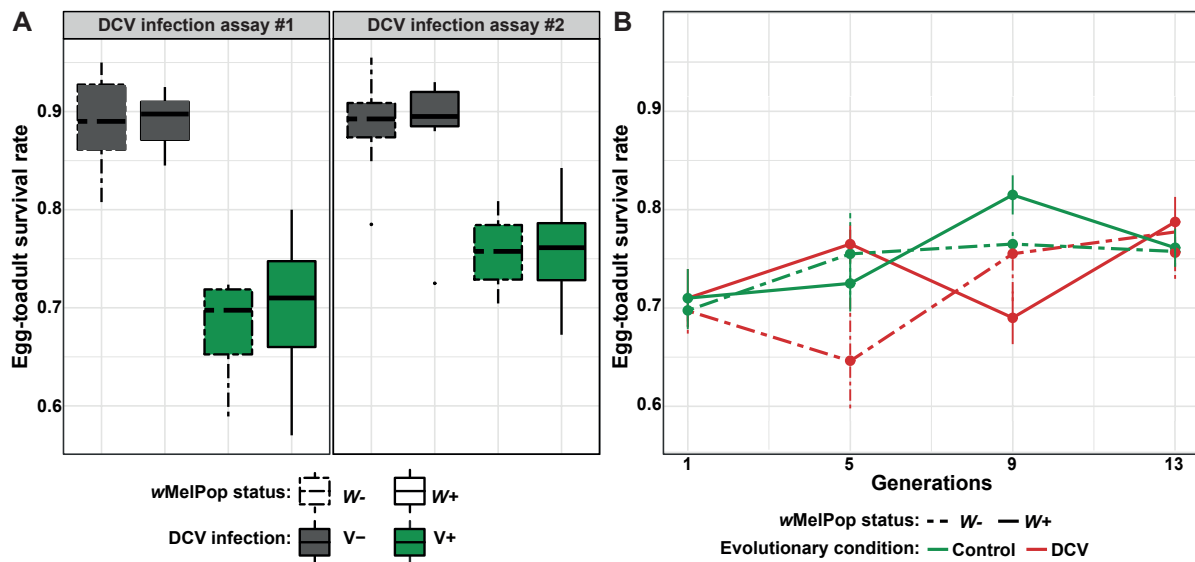 A
DCV infection assay #1
DCV infection assay #2
Egg-toadult survival rate
0.9
0.8
0.7
0.6
wMelPop status: W- W+
DCV infection: V− V+
B
Egg-toadult survival rate
0.9
0.8
0.7
0.6
1 5 9 13
Generations
wMelPop status: W- W+
Evolutionary condition: Control DCV